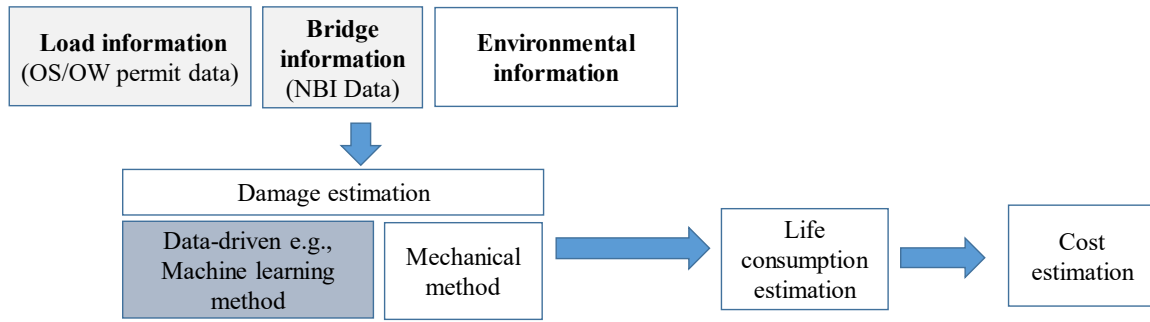 Load information
(OS/OW permit data)
Bridge
information
(NBI Data)
Environmental
information
Damage estimation
Data-driven e.g.,
Machine learning
method
Mechanical
method
Life
consumption
estimation
Cost
estimation